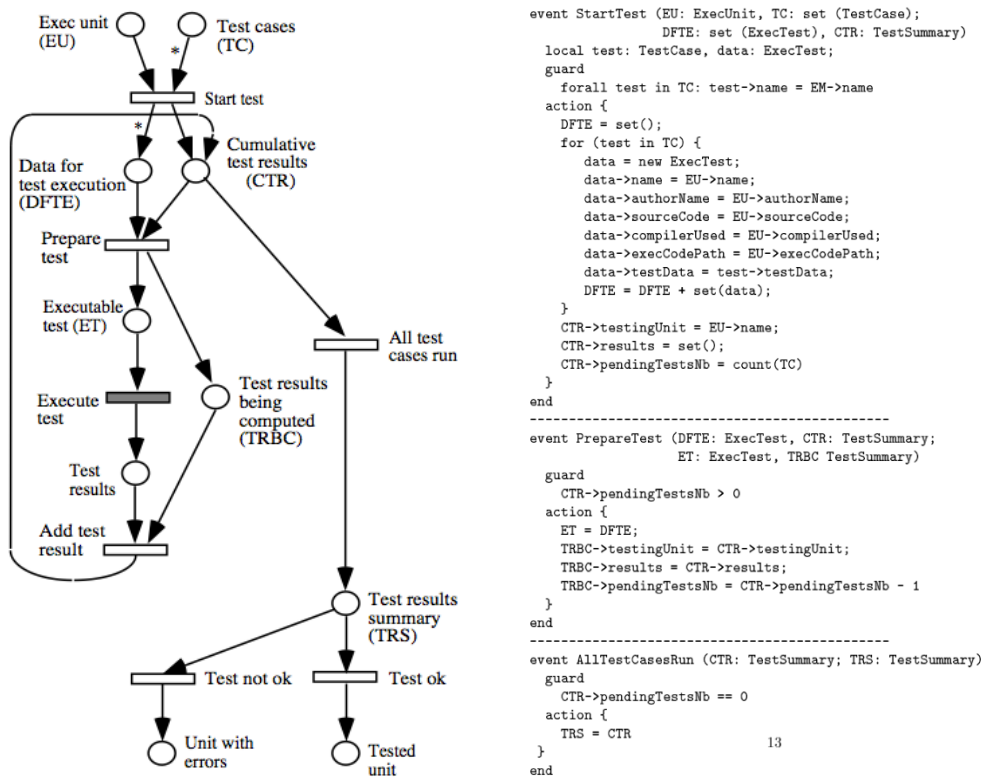 Exec unit
(EU)
Test cases
(TC)
*
Start test
*
Cumulative
test results
(CTR)
Data for
test execution
(DFTE)
Prepare
test
Executable
test (ET)
All test
cases run
Execute
test
Test results
being
computed
(TRBC)
Test
results
Add test
result
Test results
summary
(TRS)
Test not ok
Test ok
Unit with
errors
Tested
unit
event StartTest (EU: ExecUnit, TC: set (TestCase);
DFTE: set (ExecTest), CTR: TestSummary)
local test: TestCase, data: ExecTest;
guard
forall test in TC: test->name = EM->name
action {
DFTE = set();
for (test in TC) {
data = new ExecTest;
data->name = EU->name;
data->authorName = EU->authorName;
data->sourceCode = EU->sourceCode;
data->compilerUsed = EU->compilerUsed;
data->execCodePath = EU->execCodePath;
data->testData = test->testData;
DFTE = DFTE + set(data);
}
CTR->testingUnit = EU->name;
CTR->results = set();
CTR->pendingTestsNb = count(TC)
}
end
----------------------------------------------
event PrepareTest (DFTE: ExecTest, CTR: TestSummary;
ET: ExecTest, TRBC TestSummary)
guard
CTR->pendingTestsNb > 0
action {
ET = DFTE;
TRBC->testingUnit = CTR->testingUnit;
TRBC->results = CTR->results;
TRBC->pendingTestsNb = CTR->pendingTestsNb - 1
}
end
----------------------------------------------
event AllTestCasesRun (CTR: TestSummary; TRS: TestSummary)
guard
CTR->pendingTestsNb == 0
action {
TRS = CTR
}
end
13